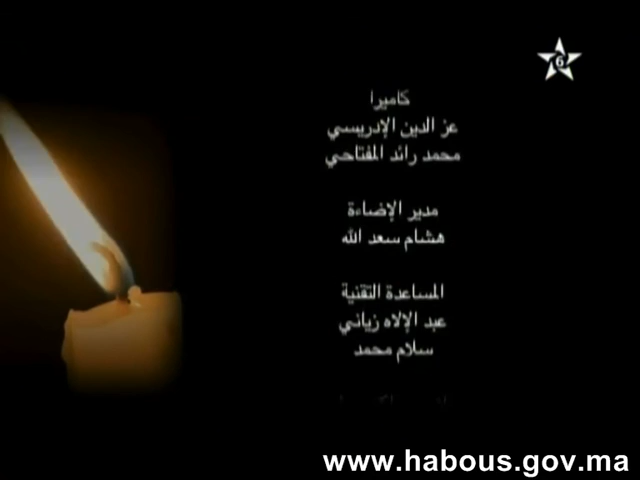 6
كاميرا
عز الدين الإدريسي
محمد رائد المفتاحي
مدير الإضاءة
هشام سعد الله
المساعدة التقنية
عبد الإلاه زياني
سلام محمد
www.habous.gov.ma